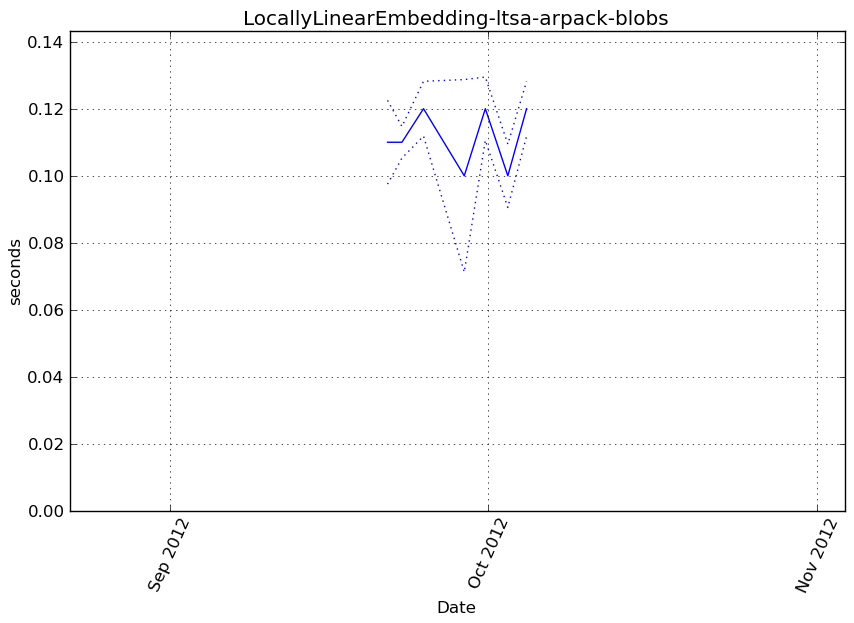 LocallyLinearEmbedding-ltsa-arpack-blobs
0.14
0.12
0.10
0.08
0.06
0.04
0.02
0.00
seconds
Sep 2012
Oct 2012
Nov 2012
Date